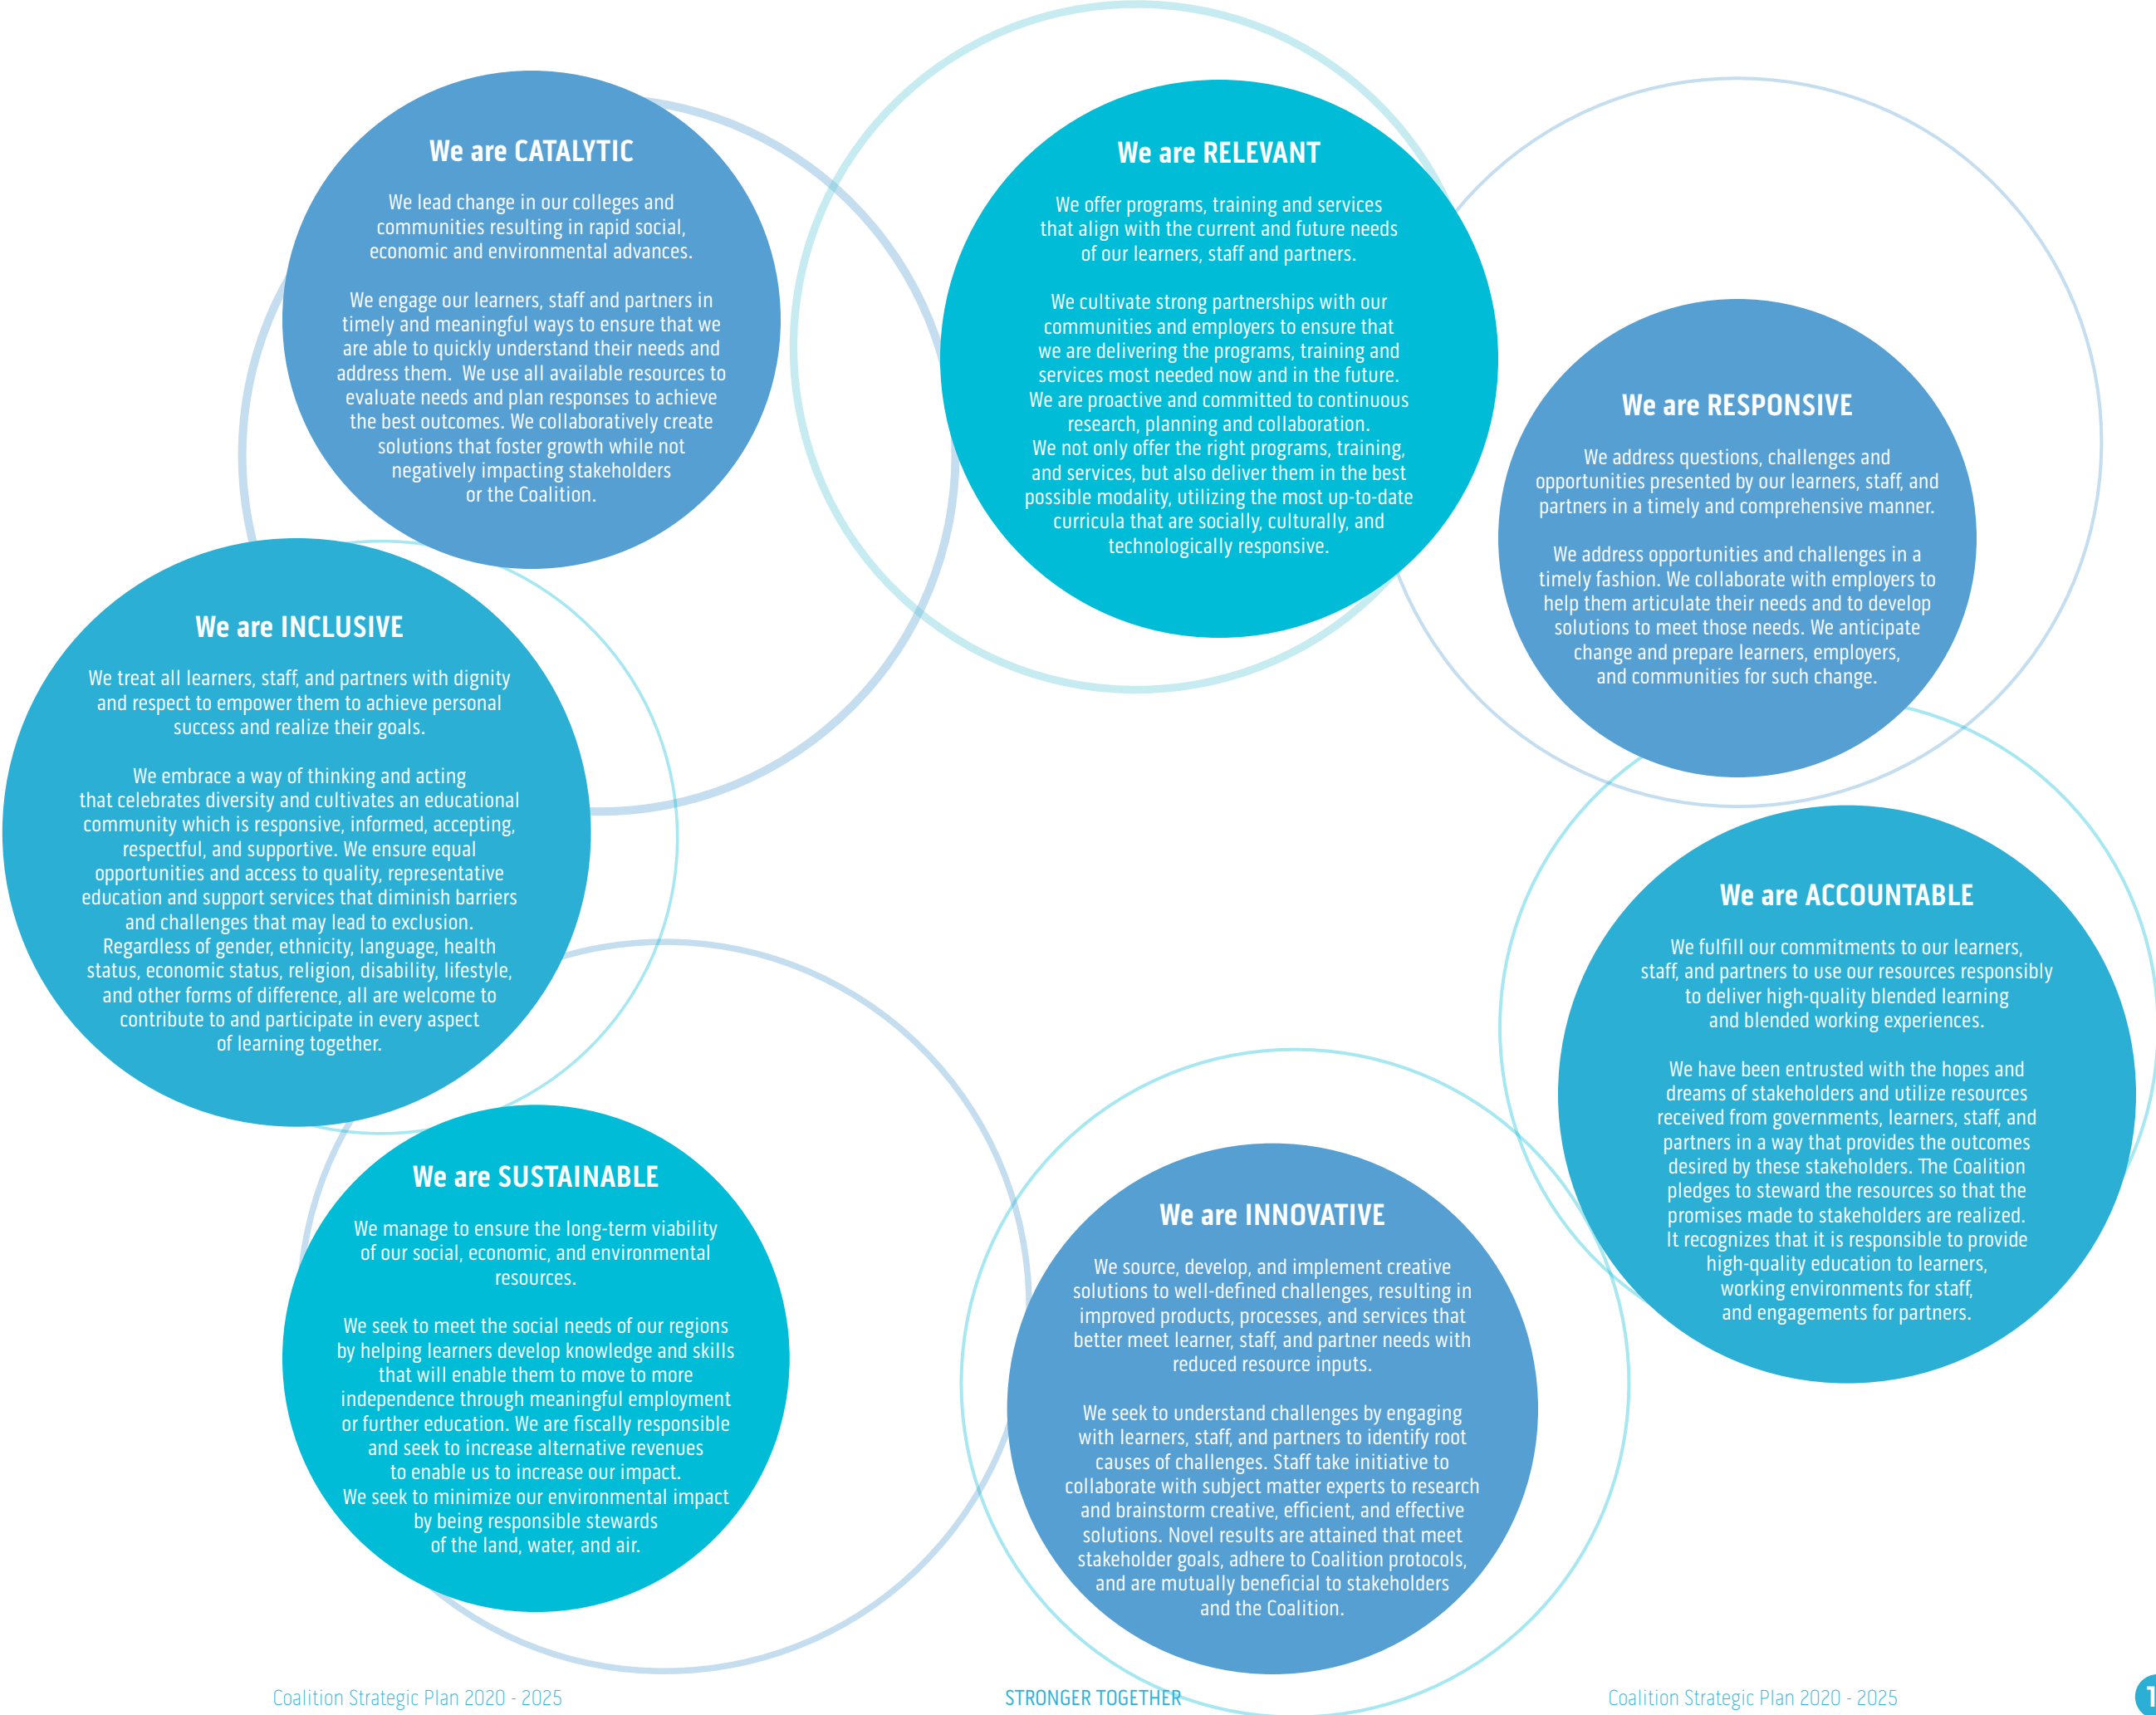 We are CATALYTIC
We lead change in our colleges and
communities resulting in rapid social,
economic and environmental advances.
We engage our learners, staff and partners in
timely and meaningful ways to ensure that we
are able to quickly understand their needs and
address them.  We use all available resources to
evaluate needs and plan responses to achieve
the best outcomes. We collaboratively create
solutions that foster growth while not
negatively impacting stakeholders
or the Coalition.
We are RELEVANT
We offer programs, training and services
that align with the current and future needs
of our learners, staff and partners.
We cultivate strong partnerships with our
communities and employers to ensure that
we are delivering the programs, training and
services most needed now and in the future.
We are proactive and committed to continuous
research, planning and collaboration.
We not only offer the right programs, training,
and services, but also deliver them in the best
possible modality, utilizing the most up-to-date
curricula that are socially, culturally, and
technologically responsive.
We are RESPONSIVE
We address questions, challenges and
opportunities presented by our learners, staff, and
partners in a timely and comprehensive manner.
We address opportunities and challenges in a
timely fashion. We collaborate with employers to
help them articulate their needs and to develop
solutions to meet those needs. We anticipate
change and prepare learners, employers,
and communities for such change.
We are INCLUSIVE
We treat all learners, staff, and partners with dignity
and respect to empower them to achieve personal
success and realize their goals.
We embrace a way of thinking and acting
that celebrates diversity and cultivates an educational
community which is responsive, informed, accepting,
respectful, and supportive. We ensure equal
opportunities and access to quality, representative
education and support services that diminish barriers
and challenges that may lead to exclusion.
Regardless of gender, ethnicity, language, health
status, economic status, religion, disability, lifestyle,
and other forms of difference, all are welcome to
contribute to and participate in every aspect
of learning together.
We are ACCOUNTABLE
We fulfill our commitments to our learners,
staff, and partners to use our resources responsibly
to deliver high-quality blended learning
and blended working experiences.
We have been entrusted with the hopes and
dreams of stakeholders and utilize resources
received from governments, learners, staff, and
partners in a way that provides the outcomes
desired by these stakeholders. The Coalition
pledges to steward the resources so that the
promises made to stakeholders are realized.
It recognizes that it is responsible to provide
high-quality education to learners,
working environments for staff,
and engagements for partners.
We are SUSTAINABLE
We manage to ensure the long-term viability
of our social, economic, and environmental
resources.
We seek to meet the social needs of our regions
by helping learners develop knowledge and skills
that will enable them to move to more
independence through meaningful employment
or further education. We are fiscally responsible
and seek to increase alternative revenues
to enable us to increase our impact.
We seek to minimize our environmental impact
by being responsible stewards
of the land, water, and air.
We are INNOVATIVE
We source, develop, and implement creative
solutions to well-defined challenges, resulting in
improved products, processes, and services that
better meet learner, staff, and partner needs with
reduced resource inputs.
We seek to understand challenges by engaging
with learners, staff, and partners to identify root
causes of challenges. Staff take initiative to
collaborate with subject matter experts to research
and brainstorm creative, efficient, and effective
solutions. Novel results are attained that meet
stakeholder goals, adhere to Coalition protocols,
and are mutually beneficial to stakeholders
and the Coalition.
Coalition Strategic Plan 2020 - 2025
STRONGER TOGETHER
Coalition Strategic Plan 2020 - 2025